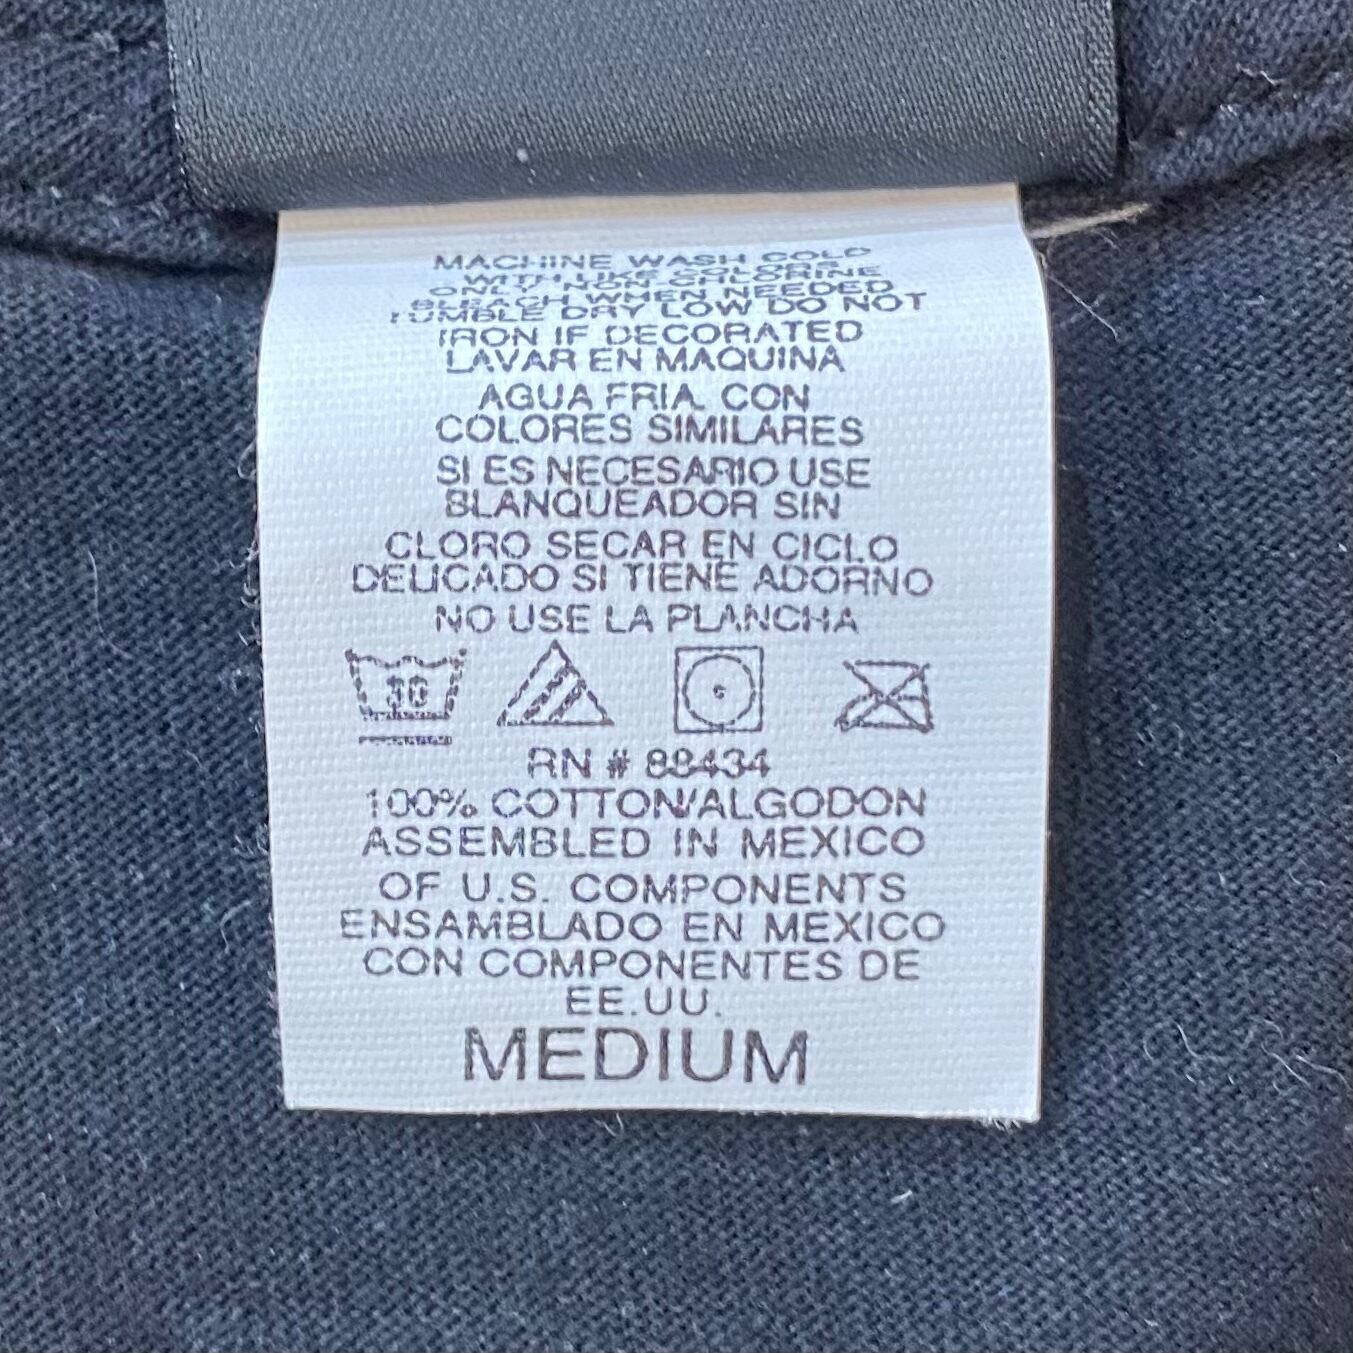 MACHINE WASH COLD
WITH LIKE COLORS
ONLY NON-CHLORINE
BLEACH WHEN NEEDED
TUMBLE DRY LOW DO NOT
IRON IF DECORATED
LAVAR EN MAQUINA
AGUA FRIA. CON
COLORES SIMILARES
SI ES NECESARIO USE
BLANQUEADOR SIN
CLORO SECAR EN CICLO
DELICADO SI TIENE ADORNO
NO USE LA PLANCHA
30
RN # 88434
100% COTTON/ALGODON
ASSEMBLED IN MEXICO
OF U.S. COMPONENTS
ENSAMBLADO EN MEXICO
CON COMPONENTES DE
EE.UU.
MEDIUM